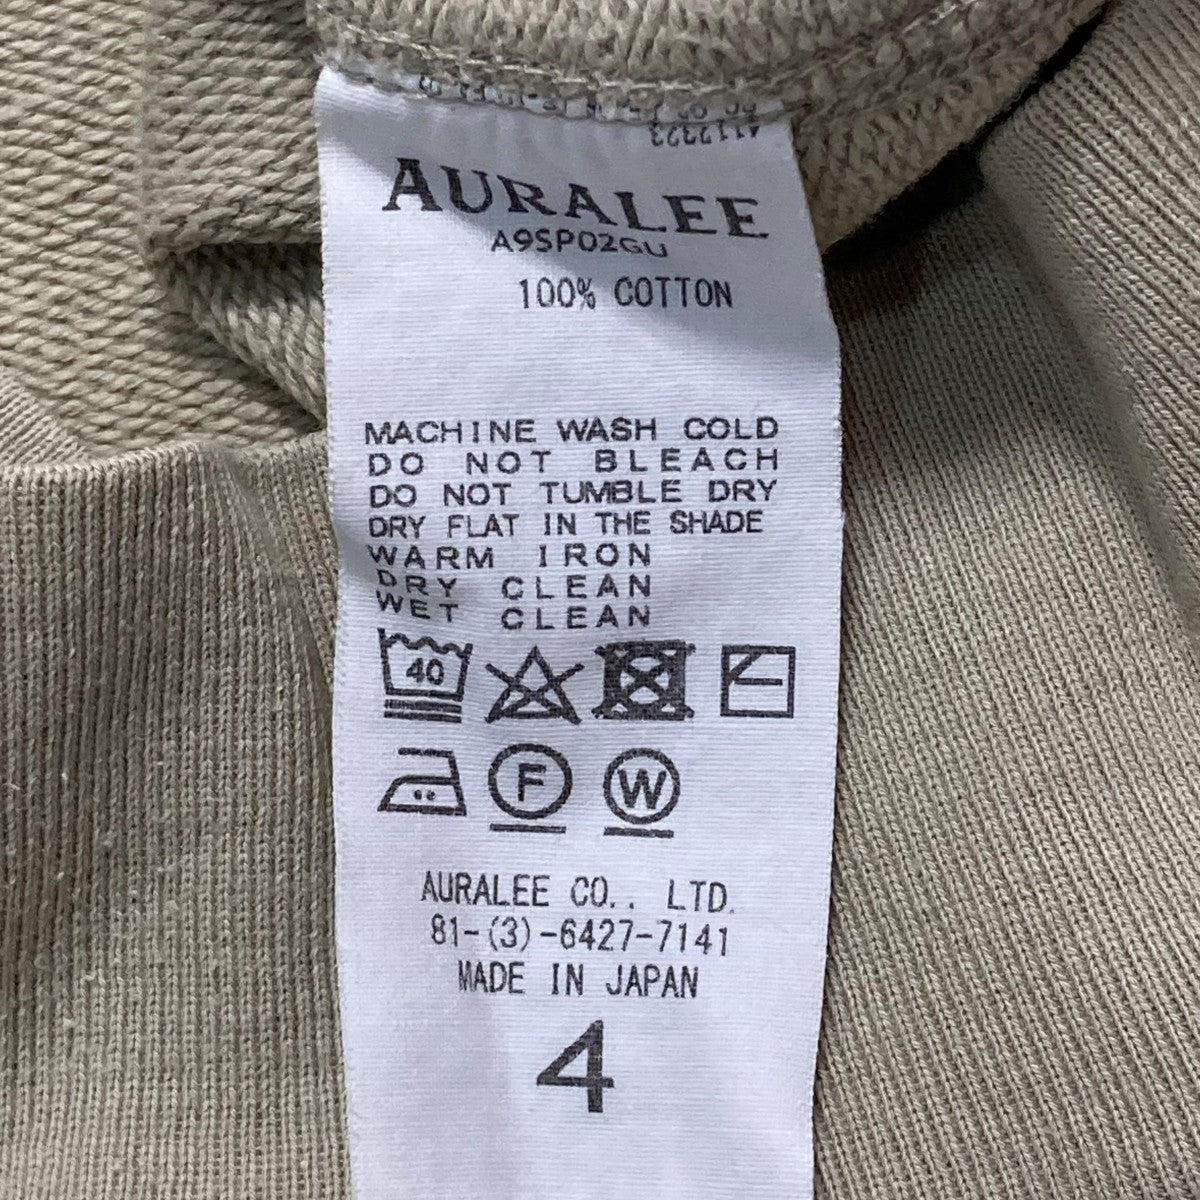 AURALEE
A9SP02GU
100% COTTON
MACHINE WASH COLD
DO NOT BLEACH
DO NOT TUMBLE DRY
DRY FLAT IN THE SHADE
WARM IRON
DRY CLEAN
WET CLEAN
40
F
W
AURALEE CO., LTD.
81-(3)-6427-7141
MADE IN JAPAN
4